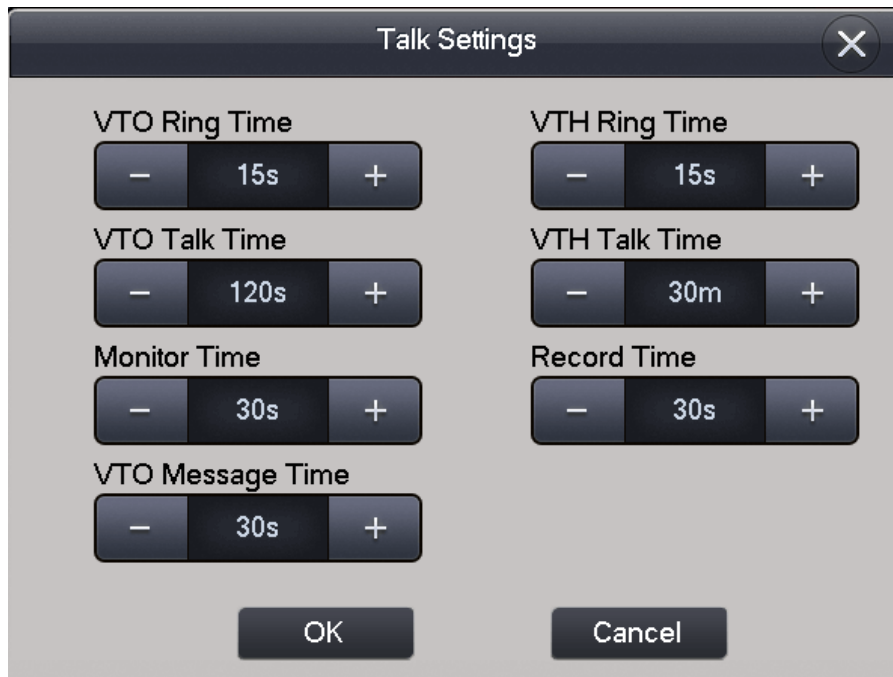 Talk Settings
VTO Ring Time
VTH Ring Time
− 15s +
− 15s +
VTO Talk Time
VTH Talk Time
− 120s +
− 30m +
Monitor Time
Record Time
− 30s +
− 30s +
VTO Message Time
− 30s +
OK
Cancel